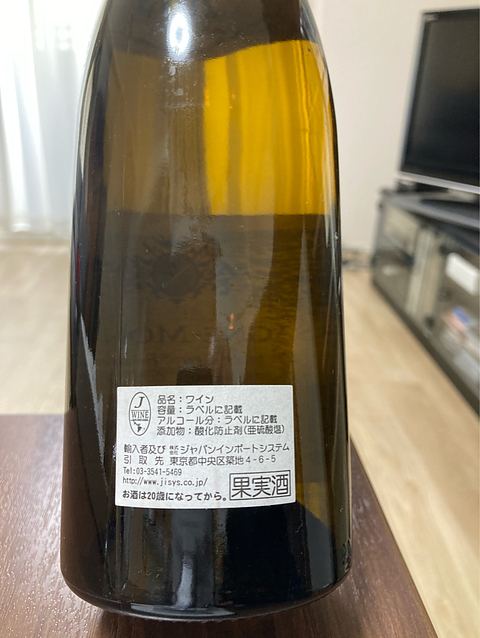 J
WINE
品名：ワイン
容量：ラベルに記載
アルコール分：ラベルに記載
添加物：酸化防止剤（亜硫酸塩）
輸入者及び 株式会社 ジャパンインポートシステム
引取先 東京都中央区築地4-6-5
Tel:03-3541-5469
http://www.jisys.co.jp/
お酒は20歳になってから。
果実酒